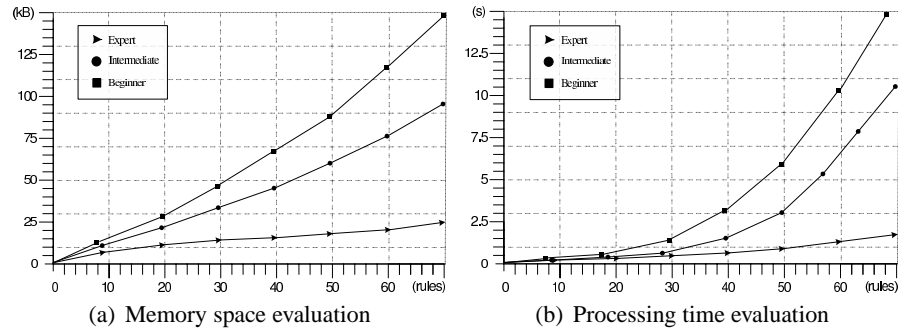 (kB)
125
100
75
50
25
0
Expert
Intermediate
Beginner
0 10 20 30 40 50 60 (rules)
(a) Memory space evaluation
(s)
12.5
10
7.5
5
2.5
0
Expert
Intermediate
Beginner
0 10 20 30 40 50 60 (rules)
(b) Processing time evaluation